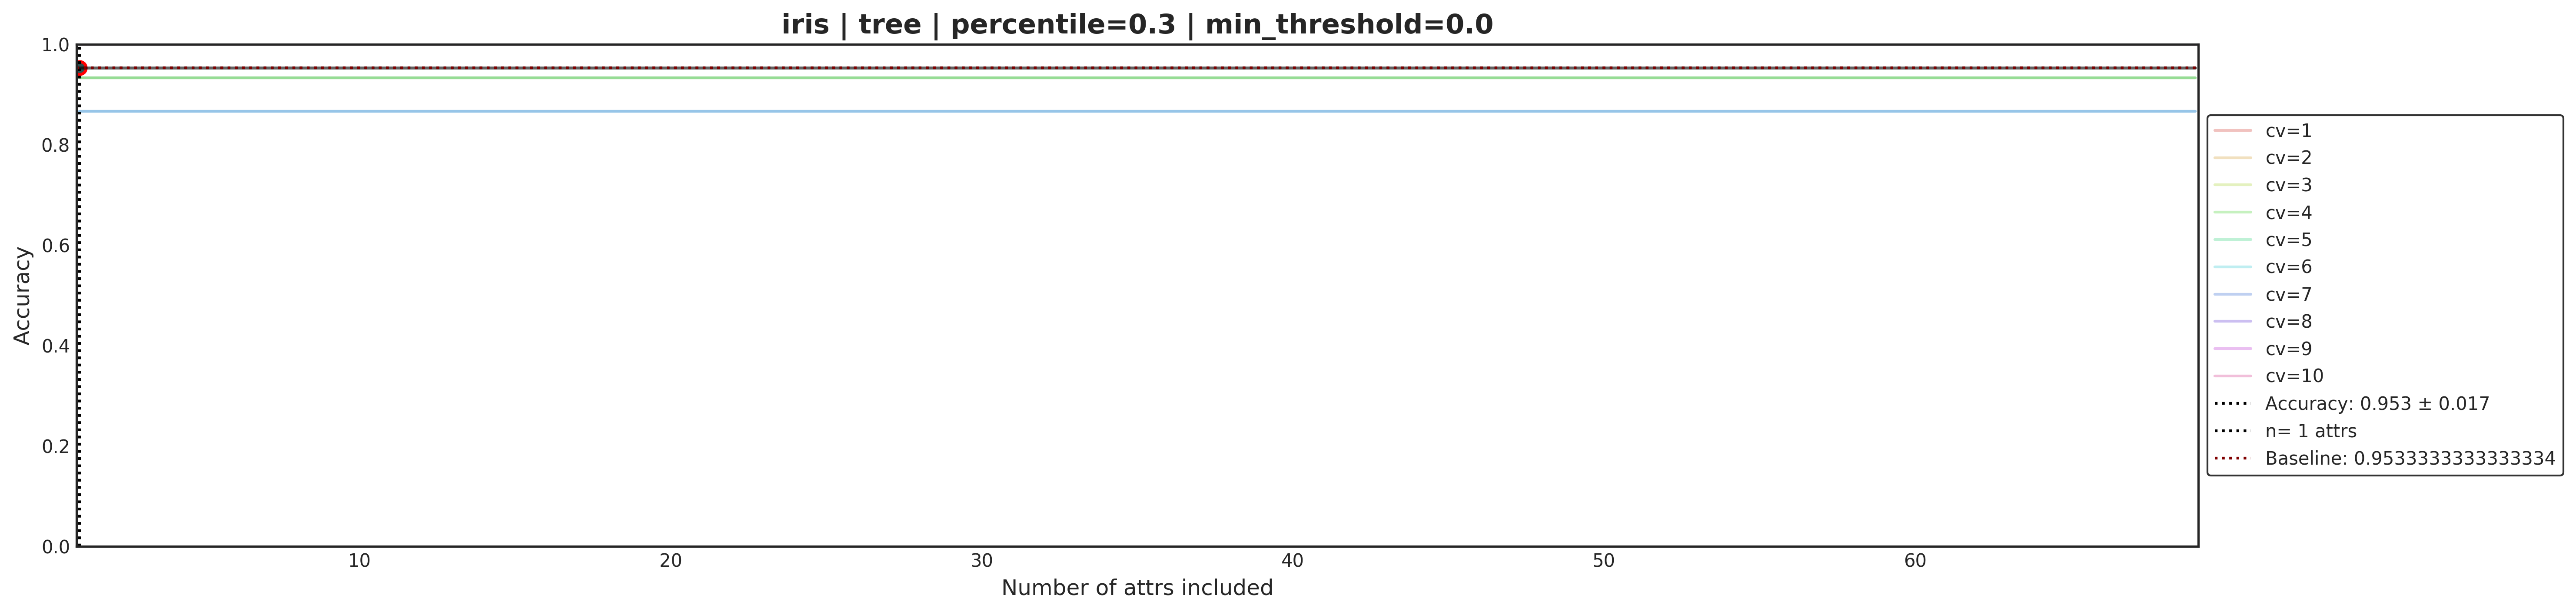 iris | tree | percentile=0.3 | min_threshold=0.0
1.0
0.8
0.6
0.4
0.2
0.0
Accuracy
10 20 30 40 50 60
Number of attrs included
cv=1
cv=2
cv=3
cv=4
cv=5
cv=6
cv=7
cv=8
cv=9
cv=10
Accuracy: 0.953 ± 0.017
n= 1 attrs
Baseline: 0.9533333333333334